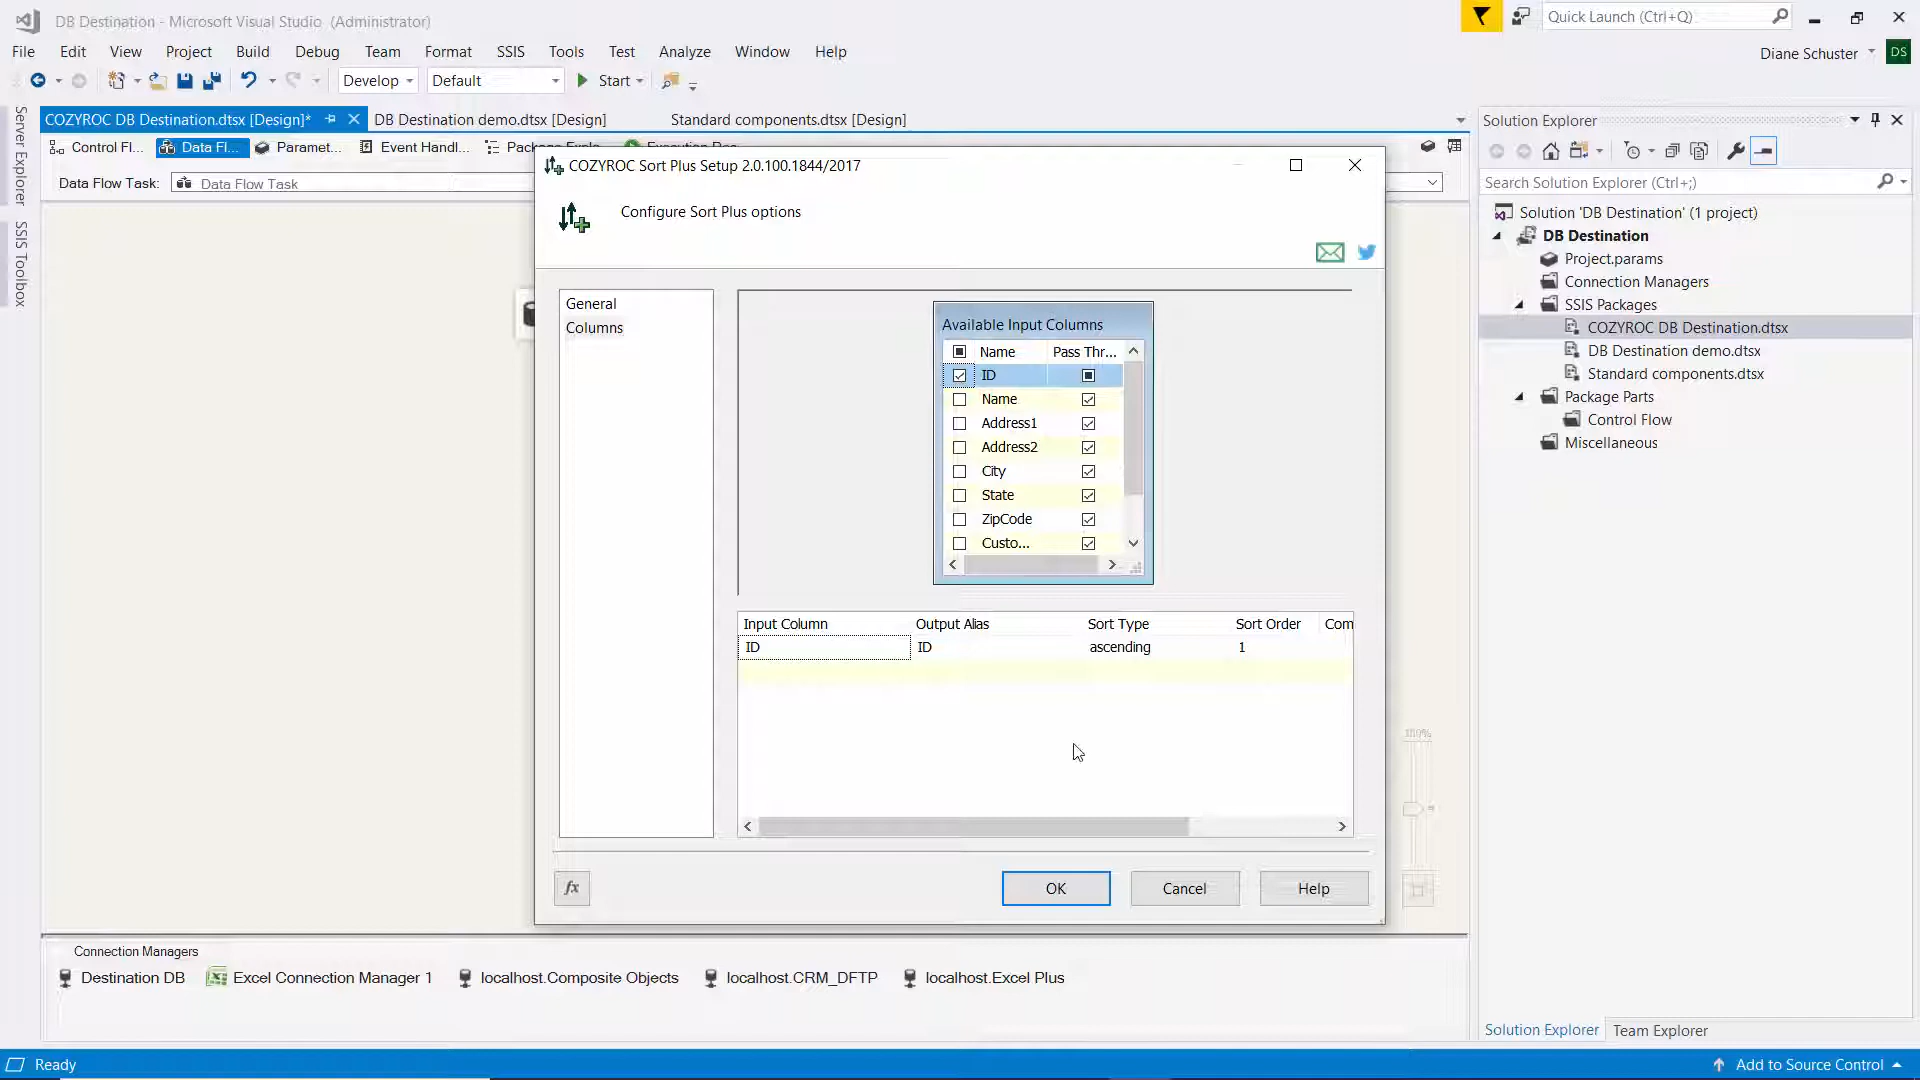 DB Destination - Microsoft Visual Studio (Administrator)
Quick Launch (Ctrl+Q)
File Edit View Project Build Debug Team Format SSIS Tools Test Analyze Window Help
Diane Schuster DS
Develop Default Start
COZYROC DB Destination.dtsx [Design]* DB Destination demo.dtsx [Design] Standard components.dtsx [Design]
Control Fl... Data Fl... Paramet... Event Handl...
Data Flow Task: Data Flow Task
Server Explorer
SSIS Toolbox
COZYROC Sort Plus Setup 2.0.100.1844/2017
Configure Sort Plus options
General
Columns
Available Input Columns
Name Pass Thr...
ID
Name
Address1
Address2
City
State
ZipCode
Custo...
Input Column Output Alias Sort Type Sort Order Com
ID ID ascending 1
fx
OK Cancel Help
100%
Connection Managers
Destination DB Excel Connection Manager 1 localhost.Composite Objects localhost.CRM_DFTP localhost.Excel Plus
Solution Explorer
Search Solution Explorer (Ctrl+;)
Solution 'DB Destination' (1 project)
DB Destination
Project.params
Connection Managers
SSIS Packages
COZYROC DB Destination.dtsx
DB Destination demo.dtsx
Standard components.dtsx
Package Parts
Control Flow
Miscellaneous
Solution Explorer Team Explorer
Ready
Add to Source Control